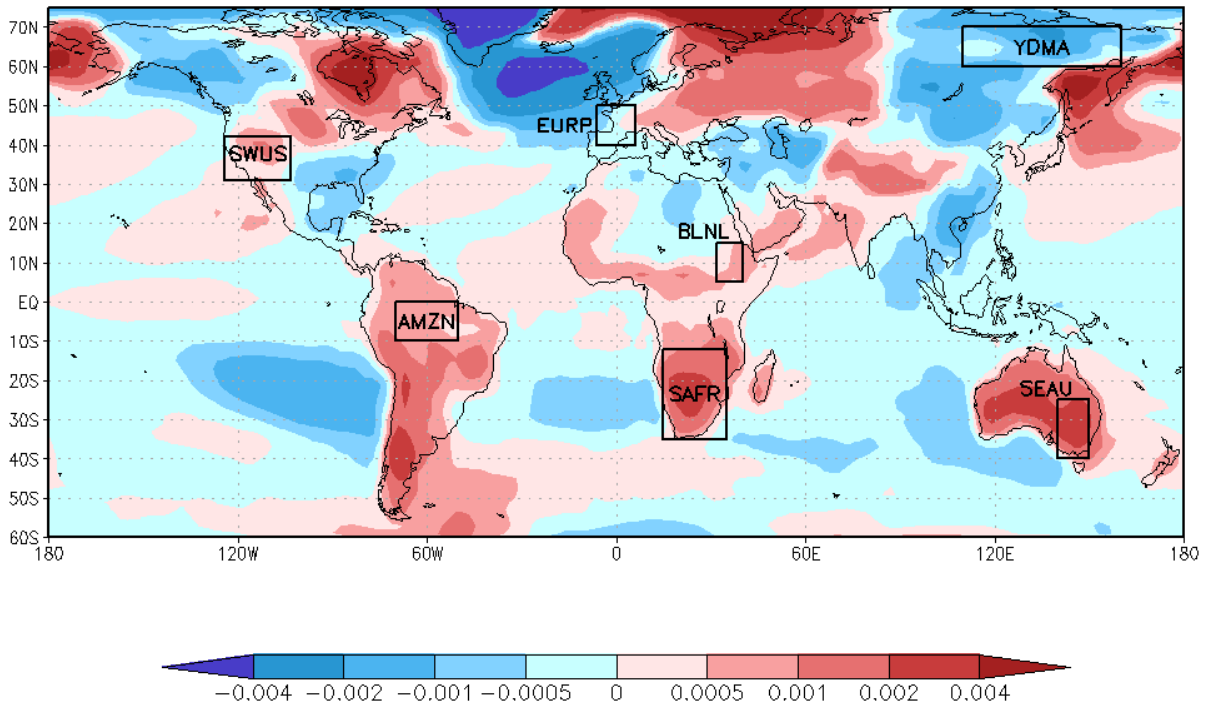 70N
YDMA
60N
50N
EURP
40N
SWUS
30N
20N
BLNL
10N
EQ
AMZN
10S
20S
SAFR
SEAU
30S
40S
50S
60S
180 120W 60W 0 60E 120E 180
-0.004 -0.002 -0.001 -0.0005 0 0.0005 0.001 0.002 0.004